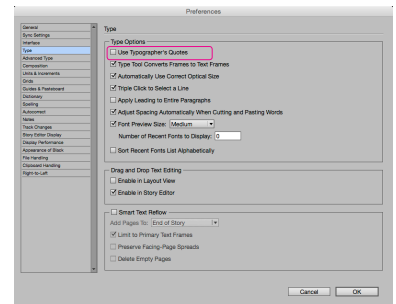 Preferences
General
Sync Settings
Interface
Type
Advanced Type
Composition
Units & Increments
Grids
Guides & Pasteboard
Dictionary
Spelling
Autocorrect
Notes
Track Changes
Story Editor Display
Display Performance
Appearance of Black
File Handling
Clipboard Handling
Right-to-Left
Type
Type Options
Use Typographer's Quotes
Type Tool Converts Frames to Text Frames
Automatically Use Correct Optical Size
Triple Click to Select a Line
Apply Leading to Entire Paragraphs
Adjust Spacing Automatically When Cutting and Pasting Words
Font Preview Size: Medium
Number of Recent Fonts to Display: 0
Sort Recent Fonts List Alphabetically
Drag and Drop Text Editing
Enable in Layout View
Enable in Story Editor
Smart Text Reflow
Add Pages To: End of Story
Limit to Primary Text Frames
Preserve Facing-Page Spreads
Delete Empty Pages
Cancel OK